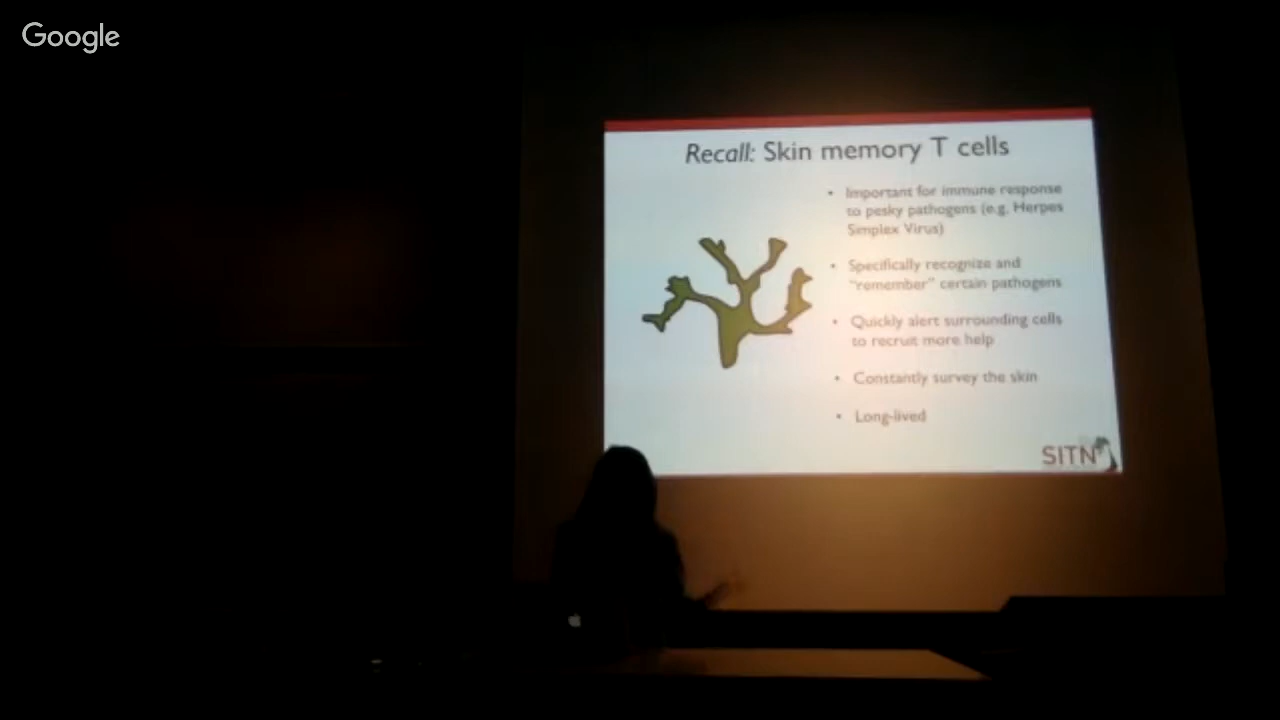 Google
Recall: Skin memory T cells
• Important for immune response
to pesky pathogens (e.g. Herpes
Simplex Virus)
• Specifically recognize and
"remember" certain pathogens
• Quickly alert surrounding cells
to recruit more help
• Constantly survey the skin
• Long-lived
SITN